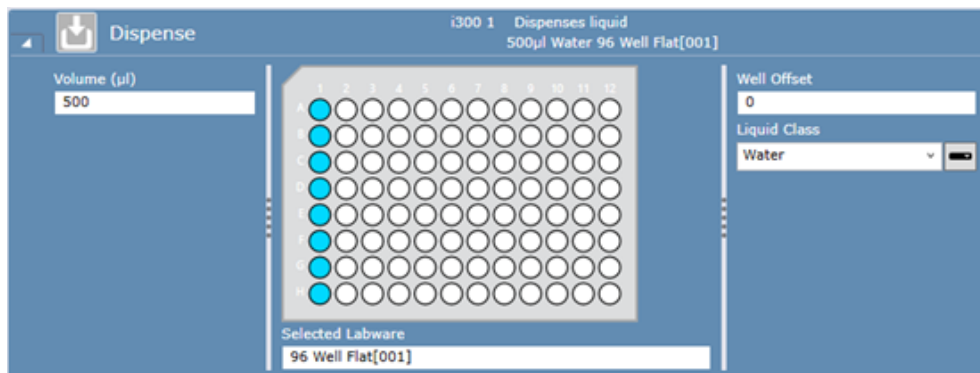 Dispense
i300 1 Dispenses liquid
500µl Water 96 Well Flat[001]
Volume (µl)
500
1 2 3 4 5 6 7 8 9 10 11 12
A
B
C
D
E
F
G
H
Selected Labware
96 Well Flat[001]
Well Offset
0
Liquid Class
Water